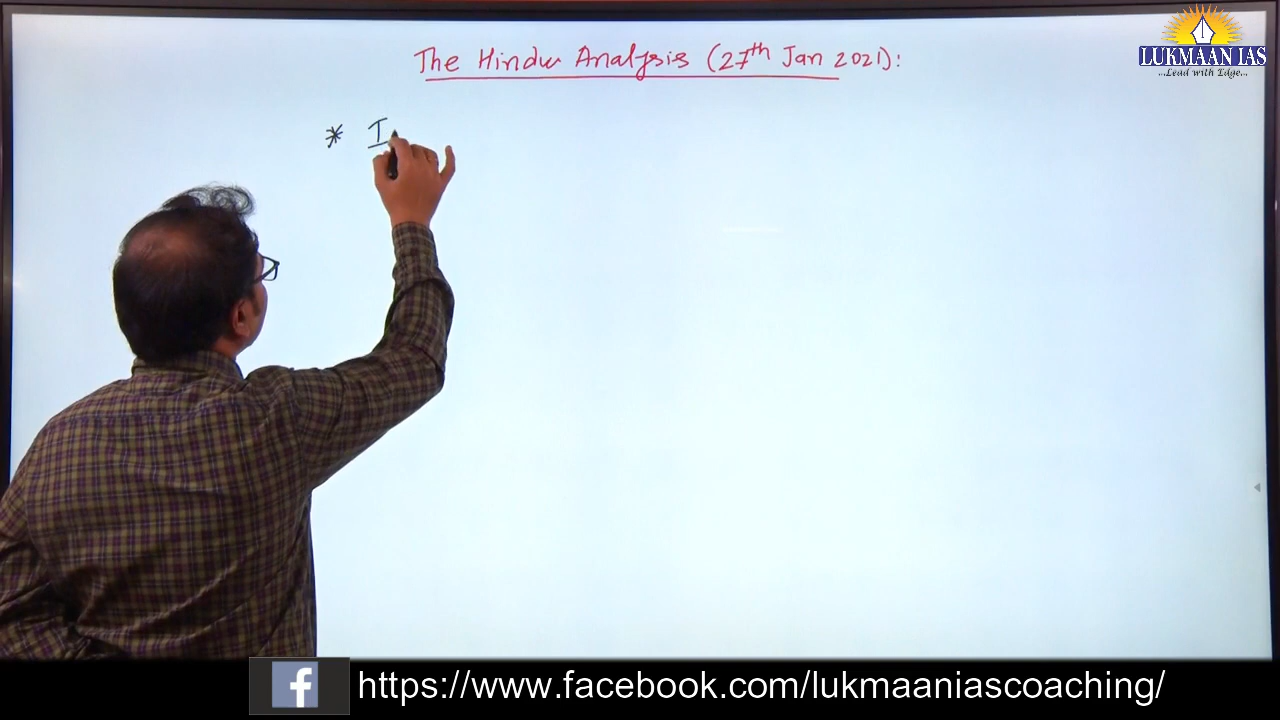 The Hindu Analysis (27th Jan 2021):
LUKMAAN IAS
...Lead with Edge...
* I
f https://www.facebook.com/lukmaaniascoaching/